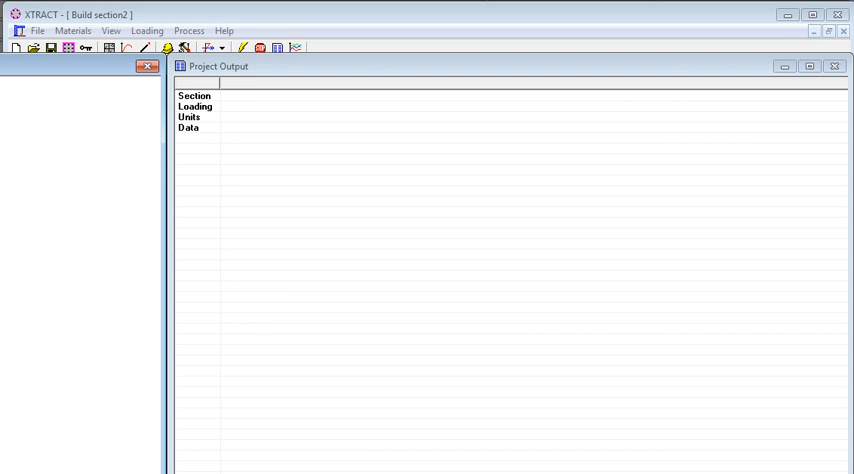 XTRACT - [ Build section2 ]
File Materials View Loading Process Help
Project Output
Section
Loading
Units
Data